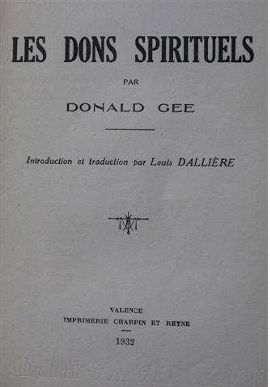 LES DONS SPIRITUELS
PAR
DONALD GEE
Introduction et traduction par Louis DALLIÈRE
VALENCE
IMPRIMERIE CHARPIN ET REYNE
1932